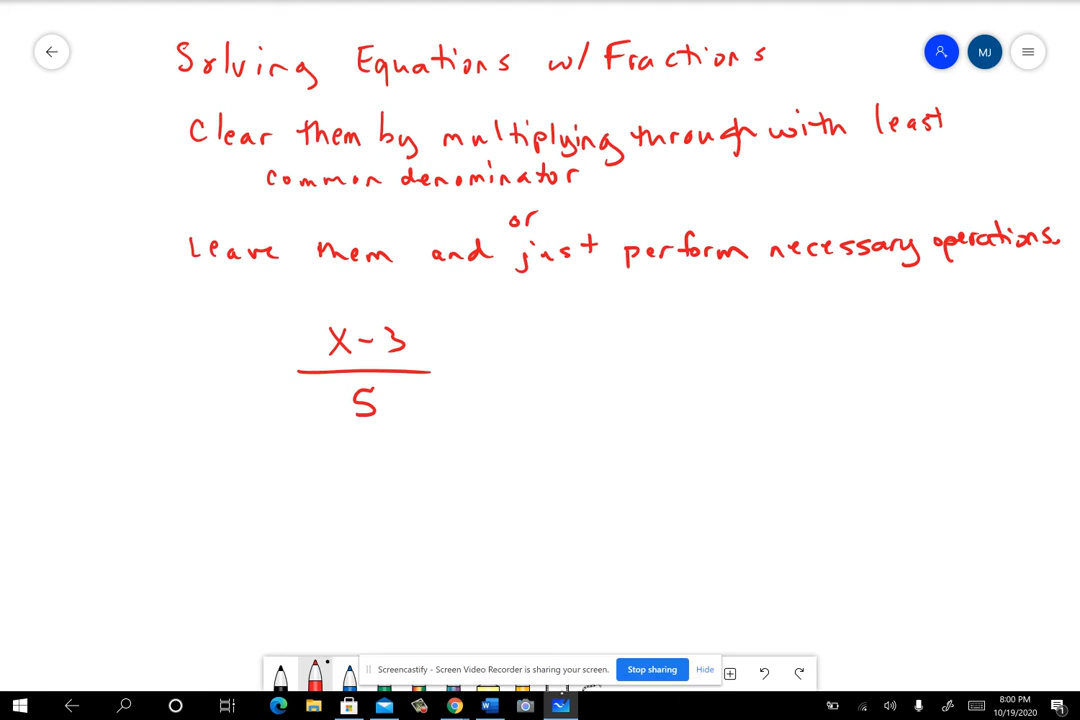 Solving Equations w/ Fractions
MJ
Clear them by multiplying through with least
common denominator
or
Leave them and just perform necessary operations.
x-3
5
Screencastify - Screen Video Recorder is sharing your screen. Stop sharing Hide
8:00 PM
10/19/2020
1